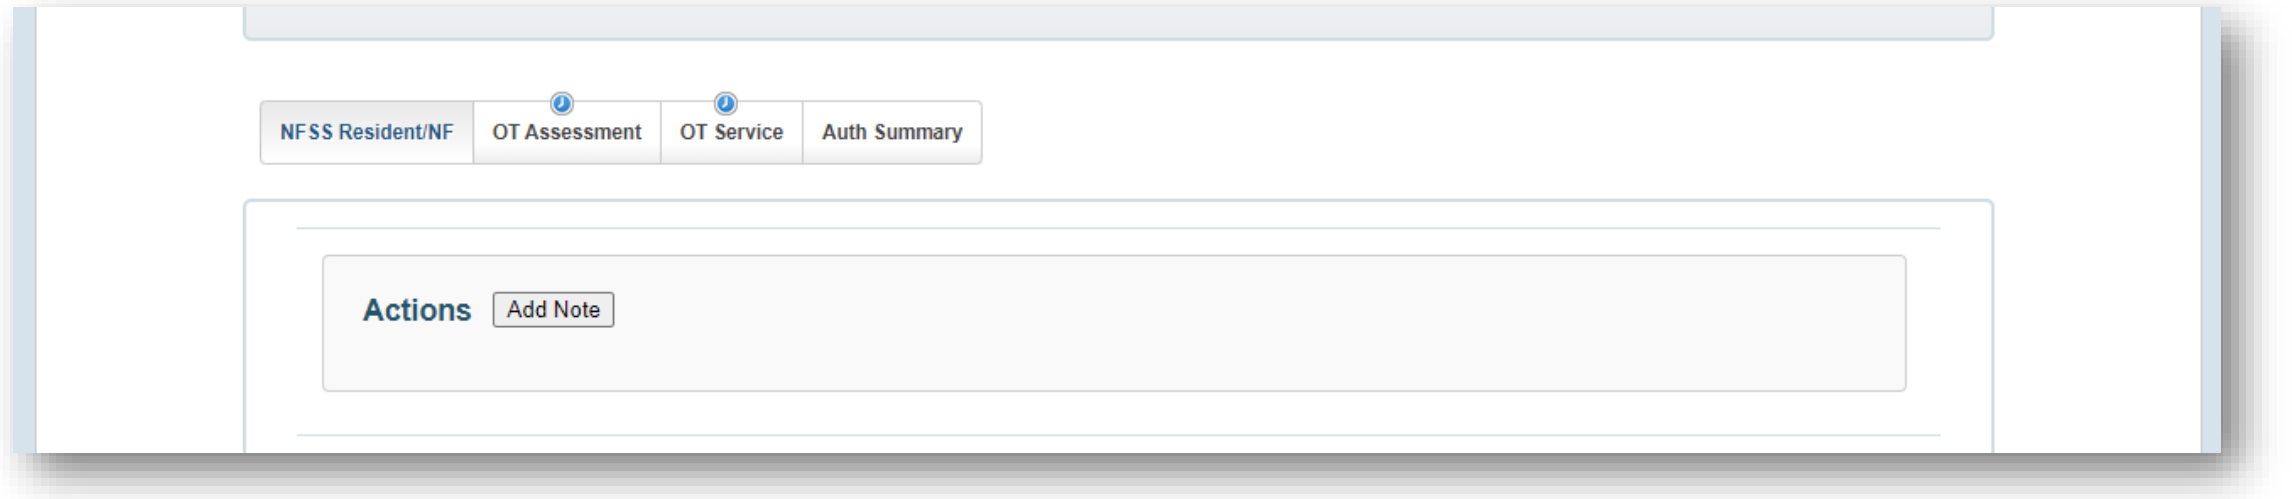 NFSS Resident/NF OT Assessment OT Service Auth Summary
Actions Add Note